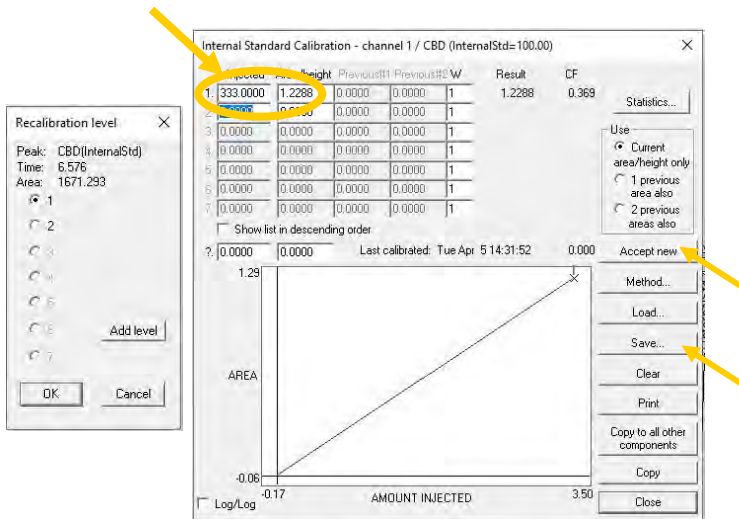 Recalibration level
Peak: CBD(InternalStd)
Time: 6.576
Area: 1671.293
1
2
3
4
5
6
7
Add level
OK
Cancel
Internal Standard Calibration - channel 1 / CBD (InternalStd=100.00)
Previous#1 Previous#2 W Result CF
1. 333.0000 1.2288 0.0000 0.0000 1 1.2288 0.369
2 0.0000 0.0000 1
3 0.0000 0.0000 0.0000 0.0000 1
4 0.0000 0.0000 0.0000 0.0000 1
5 0.0000 0.0000 0.0000 0.0000 1
6 0.0000 0.0000 0.0000 0.0000 1
7. 0.0000 0.0000 0.0000 0.0000 1
Show list in descending order
?. 0.0000 0.0000 Last calibrated: Tue Apr 5 14:31:52 0.000
1.29
AREA
-0.06
-0.17
AMOUNT INJECTED
3.50
Log/Log
Statistics...
Use
Current
area/height only
1 previous
area also
2 previous
areas also
Accept new
Method...
Load...
Save...
Clear
Print
Copy to all other
components
Copy
Close